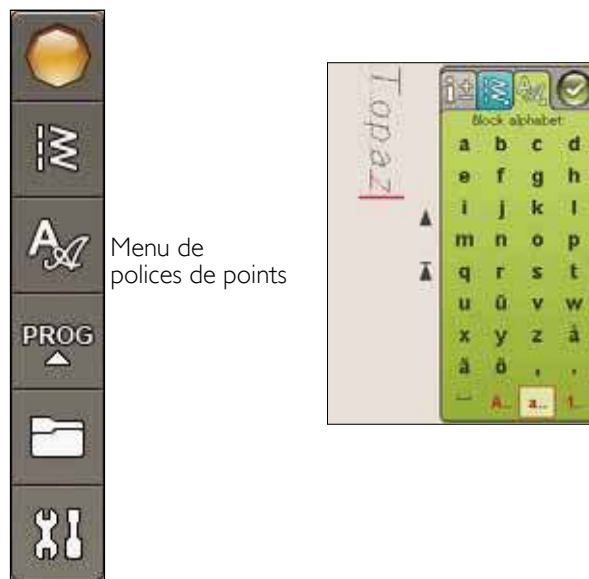 Menu de
polices de points
PROG
Topaz
Block alphabet
a b c d
e f g h
i j k l
m n o p
q r s t
u ü v w
x y z å
ä ö , .
A... a... 1...